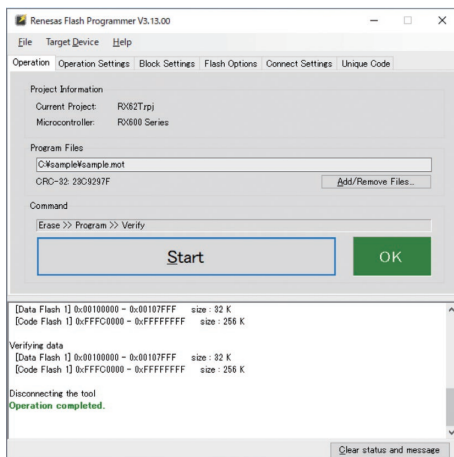 Renesas Flash Programmer V3.13.00
File Target Device Help
Operation Operation Settings Block Settings Flash Options Connect Settings Unique Code
Project Information
Current Project: RX62T.rpj
Microcontroller: RX600 Series
Program Files
C:¥sample¥sample.mot
CRC-32: 23C9297F Add/Remove Files...
Command
Erase >> Program >> Verify
Start OK
[Data Flash 1] 0x00100000 - 0x00107FFF size : 32 K
[Code Flash 1] 0xFFFC0000 - 0xFFFFFFFF size : 256 K
Verifying data
[Data Flash 1] 0x00100000 - 0x00107FFF size : 32 K
[Code Flash 1] 0xFFFC0000 - 0xFFFFFFFF size : 256 K
Disconnecting the tool
Operation completed.
Clear status and message